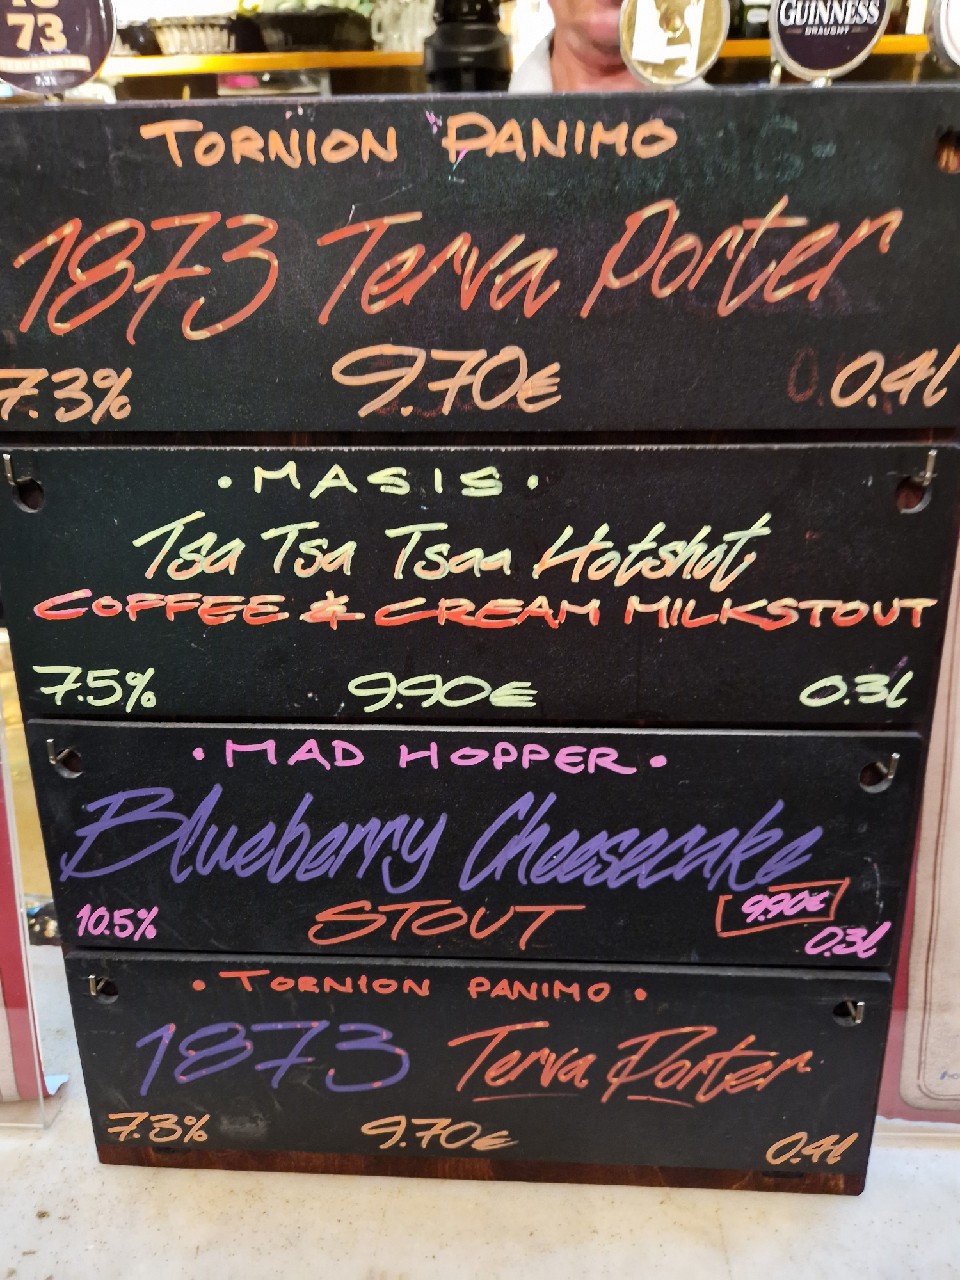 73
7.3%
GUINNESS
DRAUGHT
TORNION PANIMO
1873 Terva Porter
7.3% 9.70€ 0.4l
• MASIS •
Tsa Tsa Tsaa Hotshot
COFFEE & CREAM MILKSTOUT
7.5% 9.90€ 0.3l
• MAD HOPPER •
Blueberry Cheesecake
10.5% STOUT 9.90€
0.3l
• TORNION PANIMO •
1873 Terva Porter
7.3% 9.70€ 0.4l